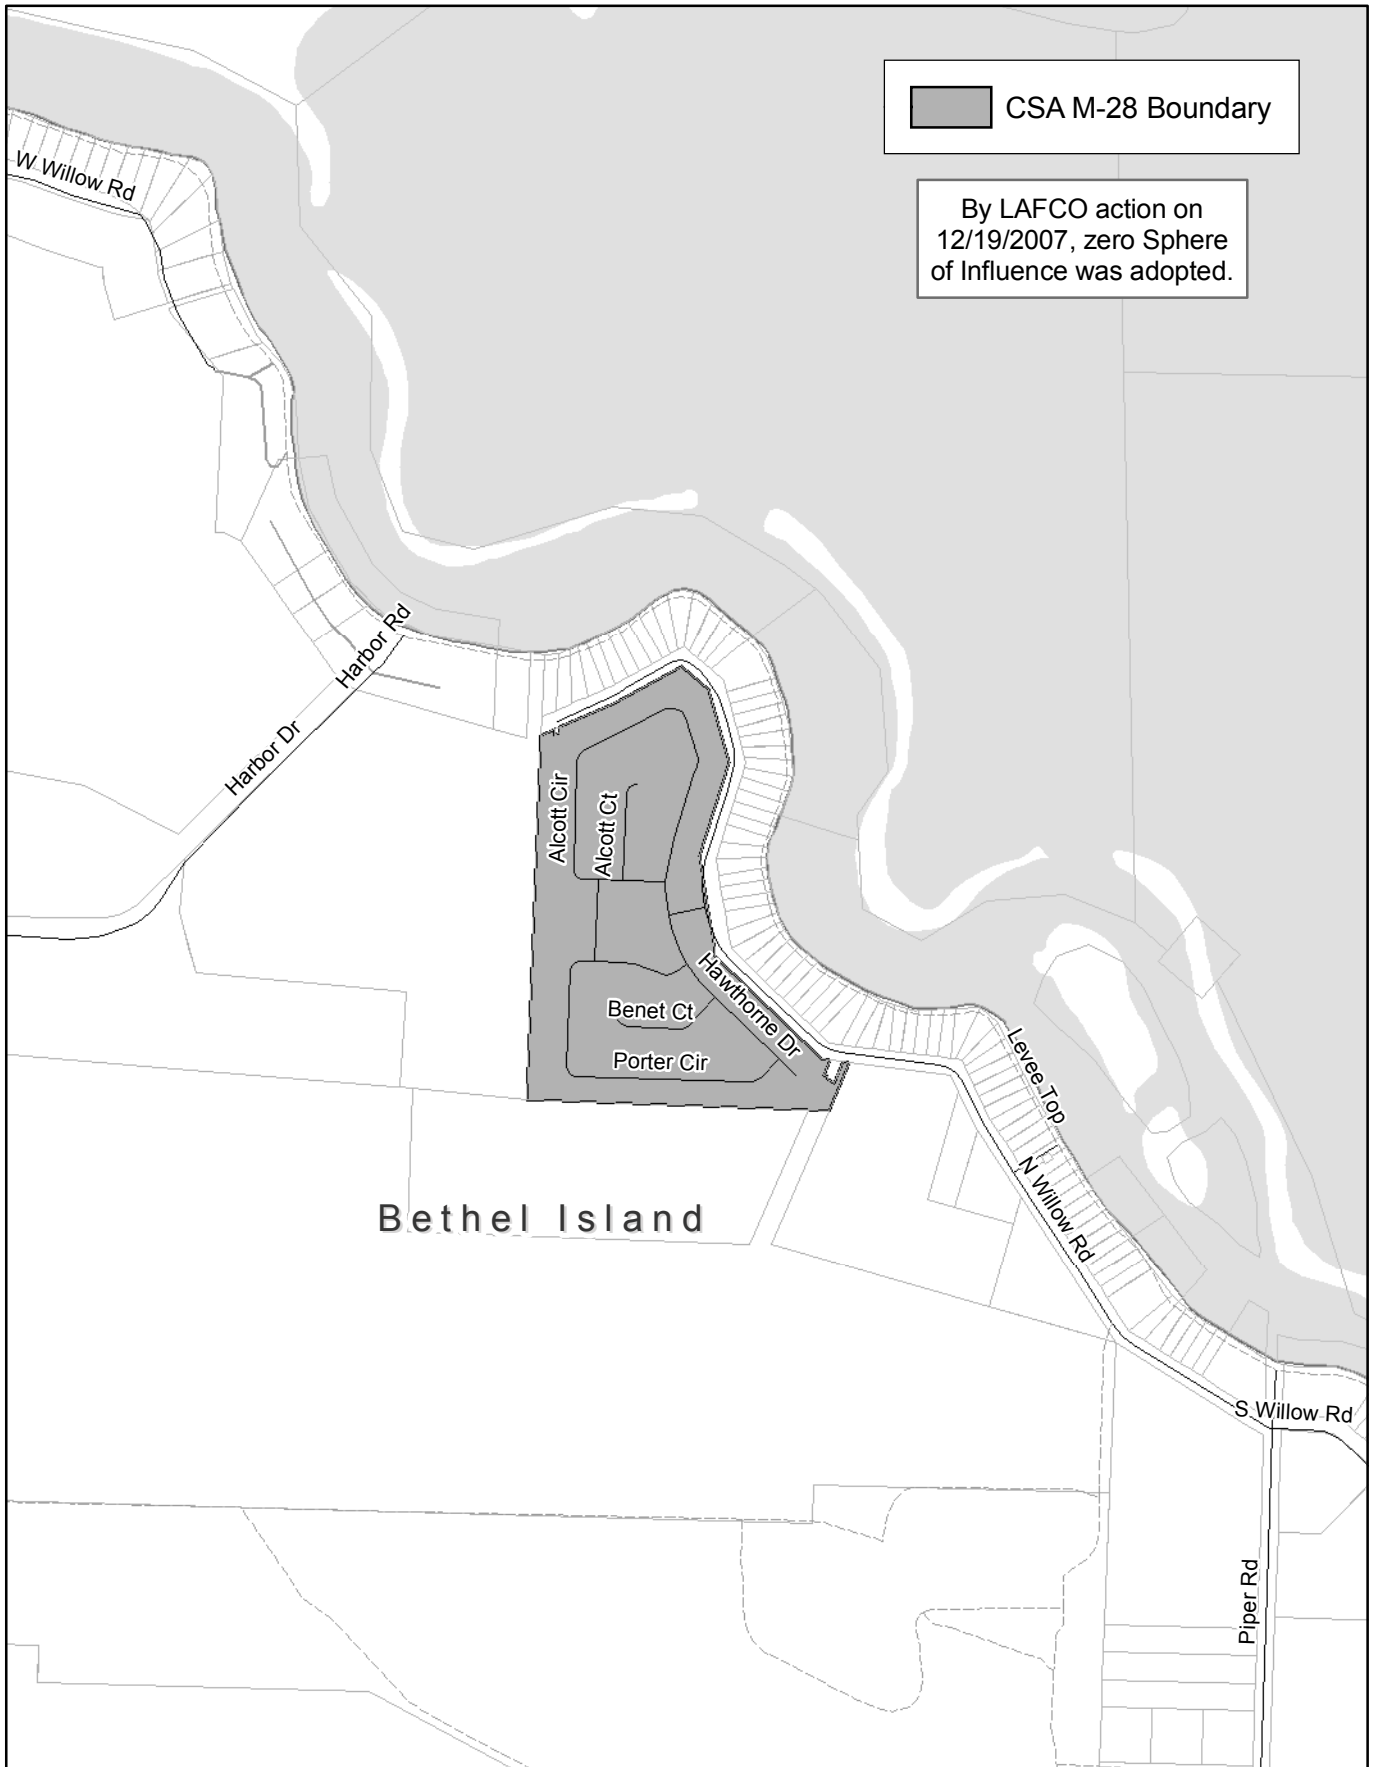 CSA M-28 Boundary
By LAFCO action on
12/19/2007, zero Sphere
of Influence was adopted.
W Willow Rd
Harbor Rd
Harbor Dr
Alcott Cir
Alcott Ct
Hawthorne Dr
Benet Ct
Porter Cir
Levee Top
N Willow Rd
Bethel Island
S Willow Rd
Piper Rd